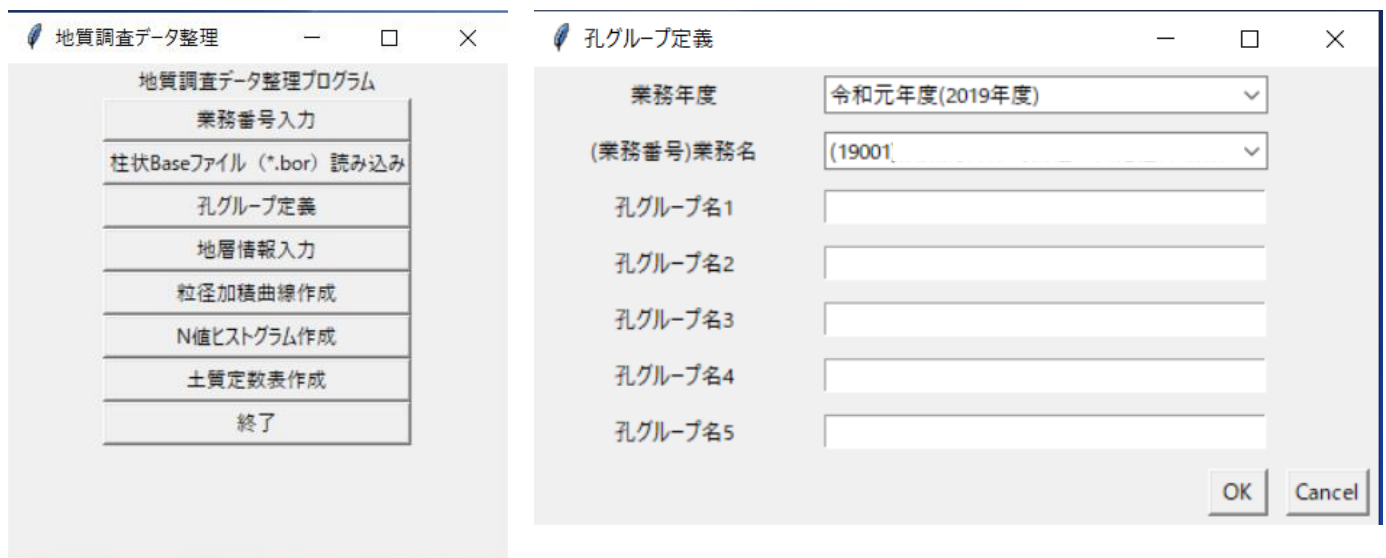 地質調査データ整理
地質調査データ整理プログラム
業務番号入力
柱状Baseファイル（*.bor）読み込み
孔グループ定義
地層情報入力
粒径加積曲線作成
N値ヒストグラム作成
土質定数表作成
終了
孔グループ定義
業務年度 令和元年度(2019年度)
(業務番号)業務名 (19001)
孔グループ名1
孔グループ名2
孔グループ名3
孔グループ名4
孔グループ名5
OK Cancel